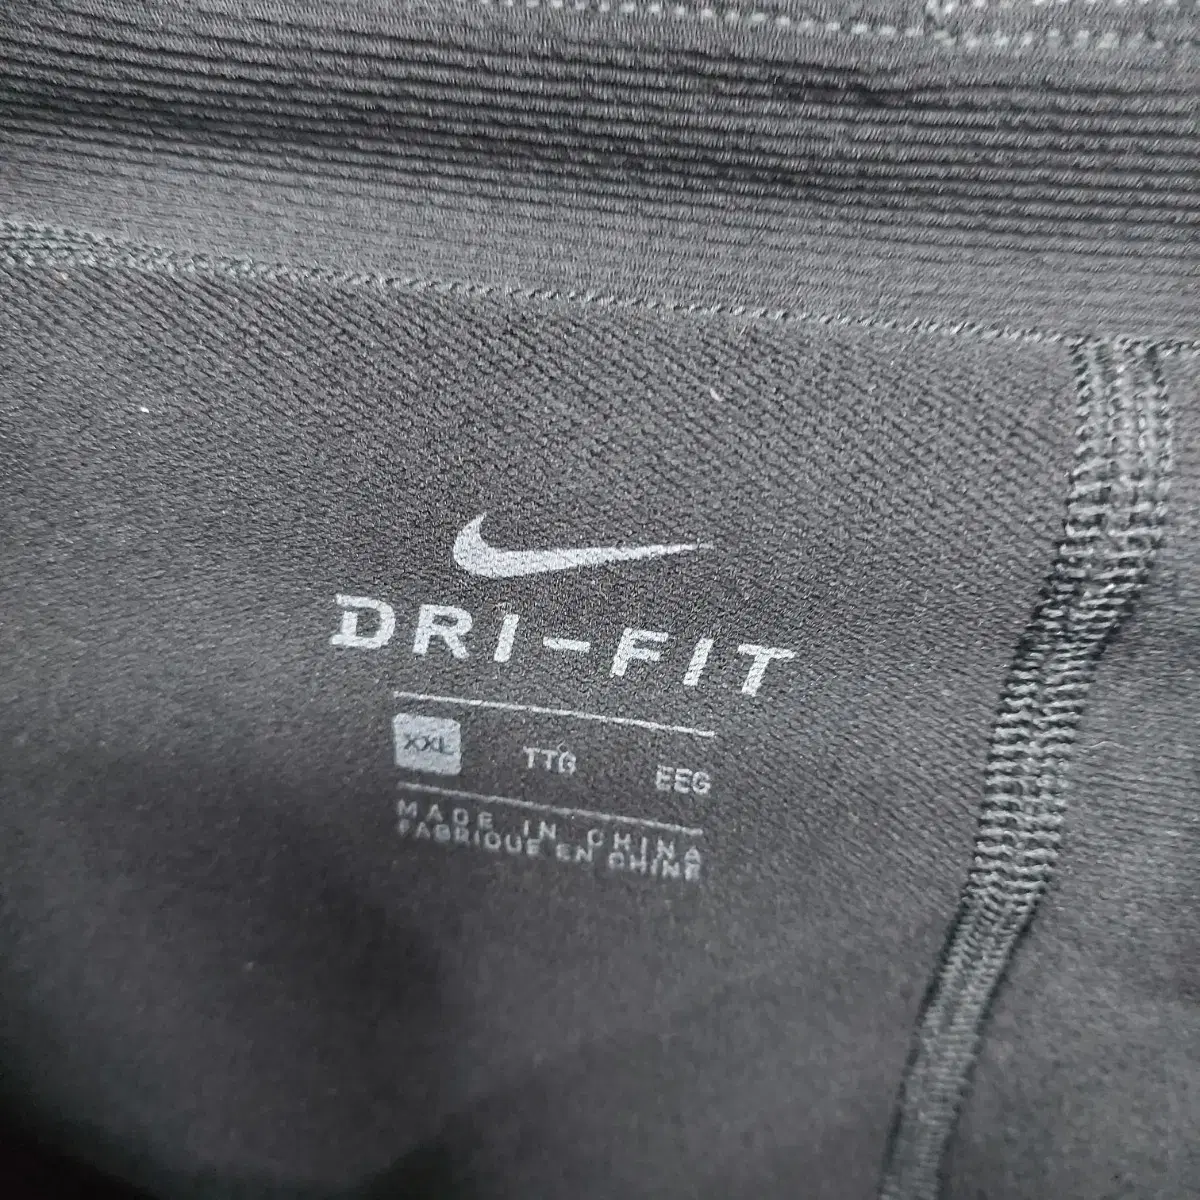 DRI-FIT
XXL TTG EEG
MADE IN CHINA
FABRIQUE EN CHINE